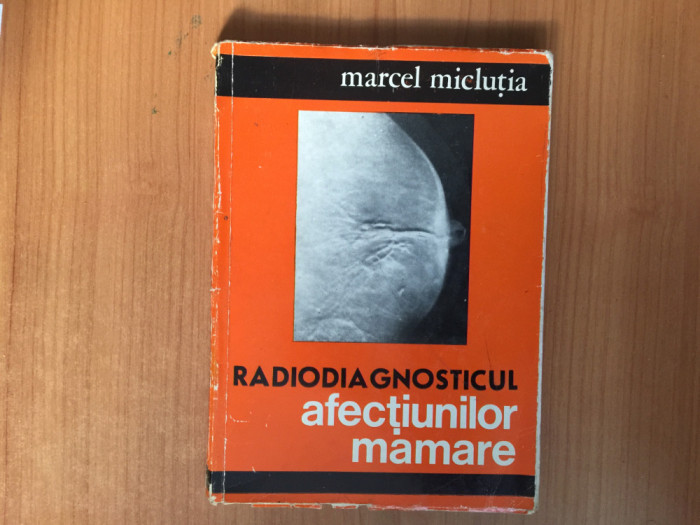 marcel micluția
RADIODIAGNOSTICUL
afecțiunilor
mamare